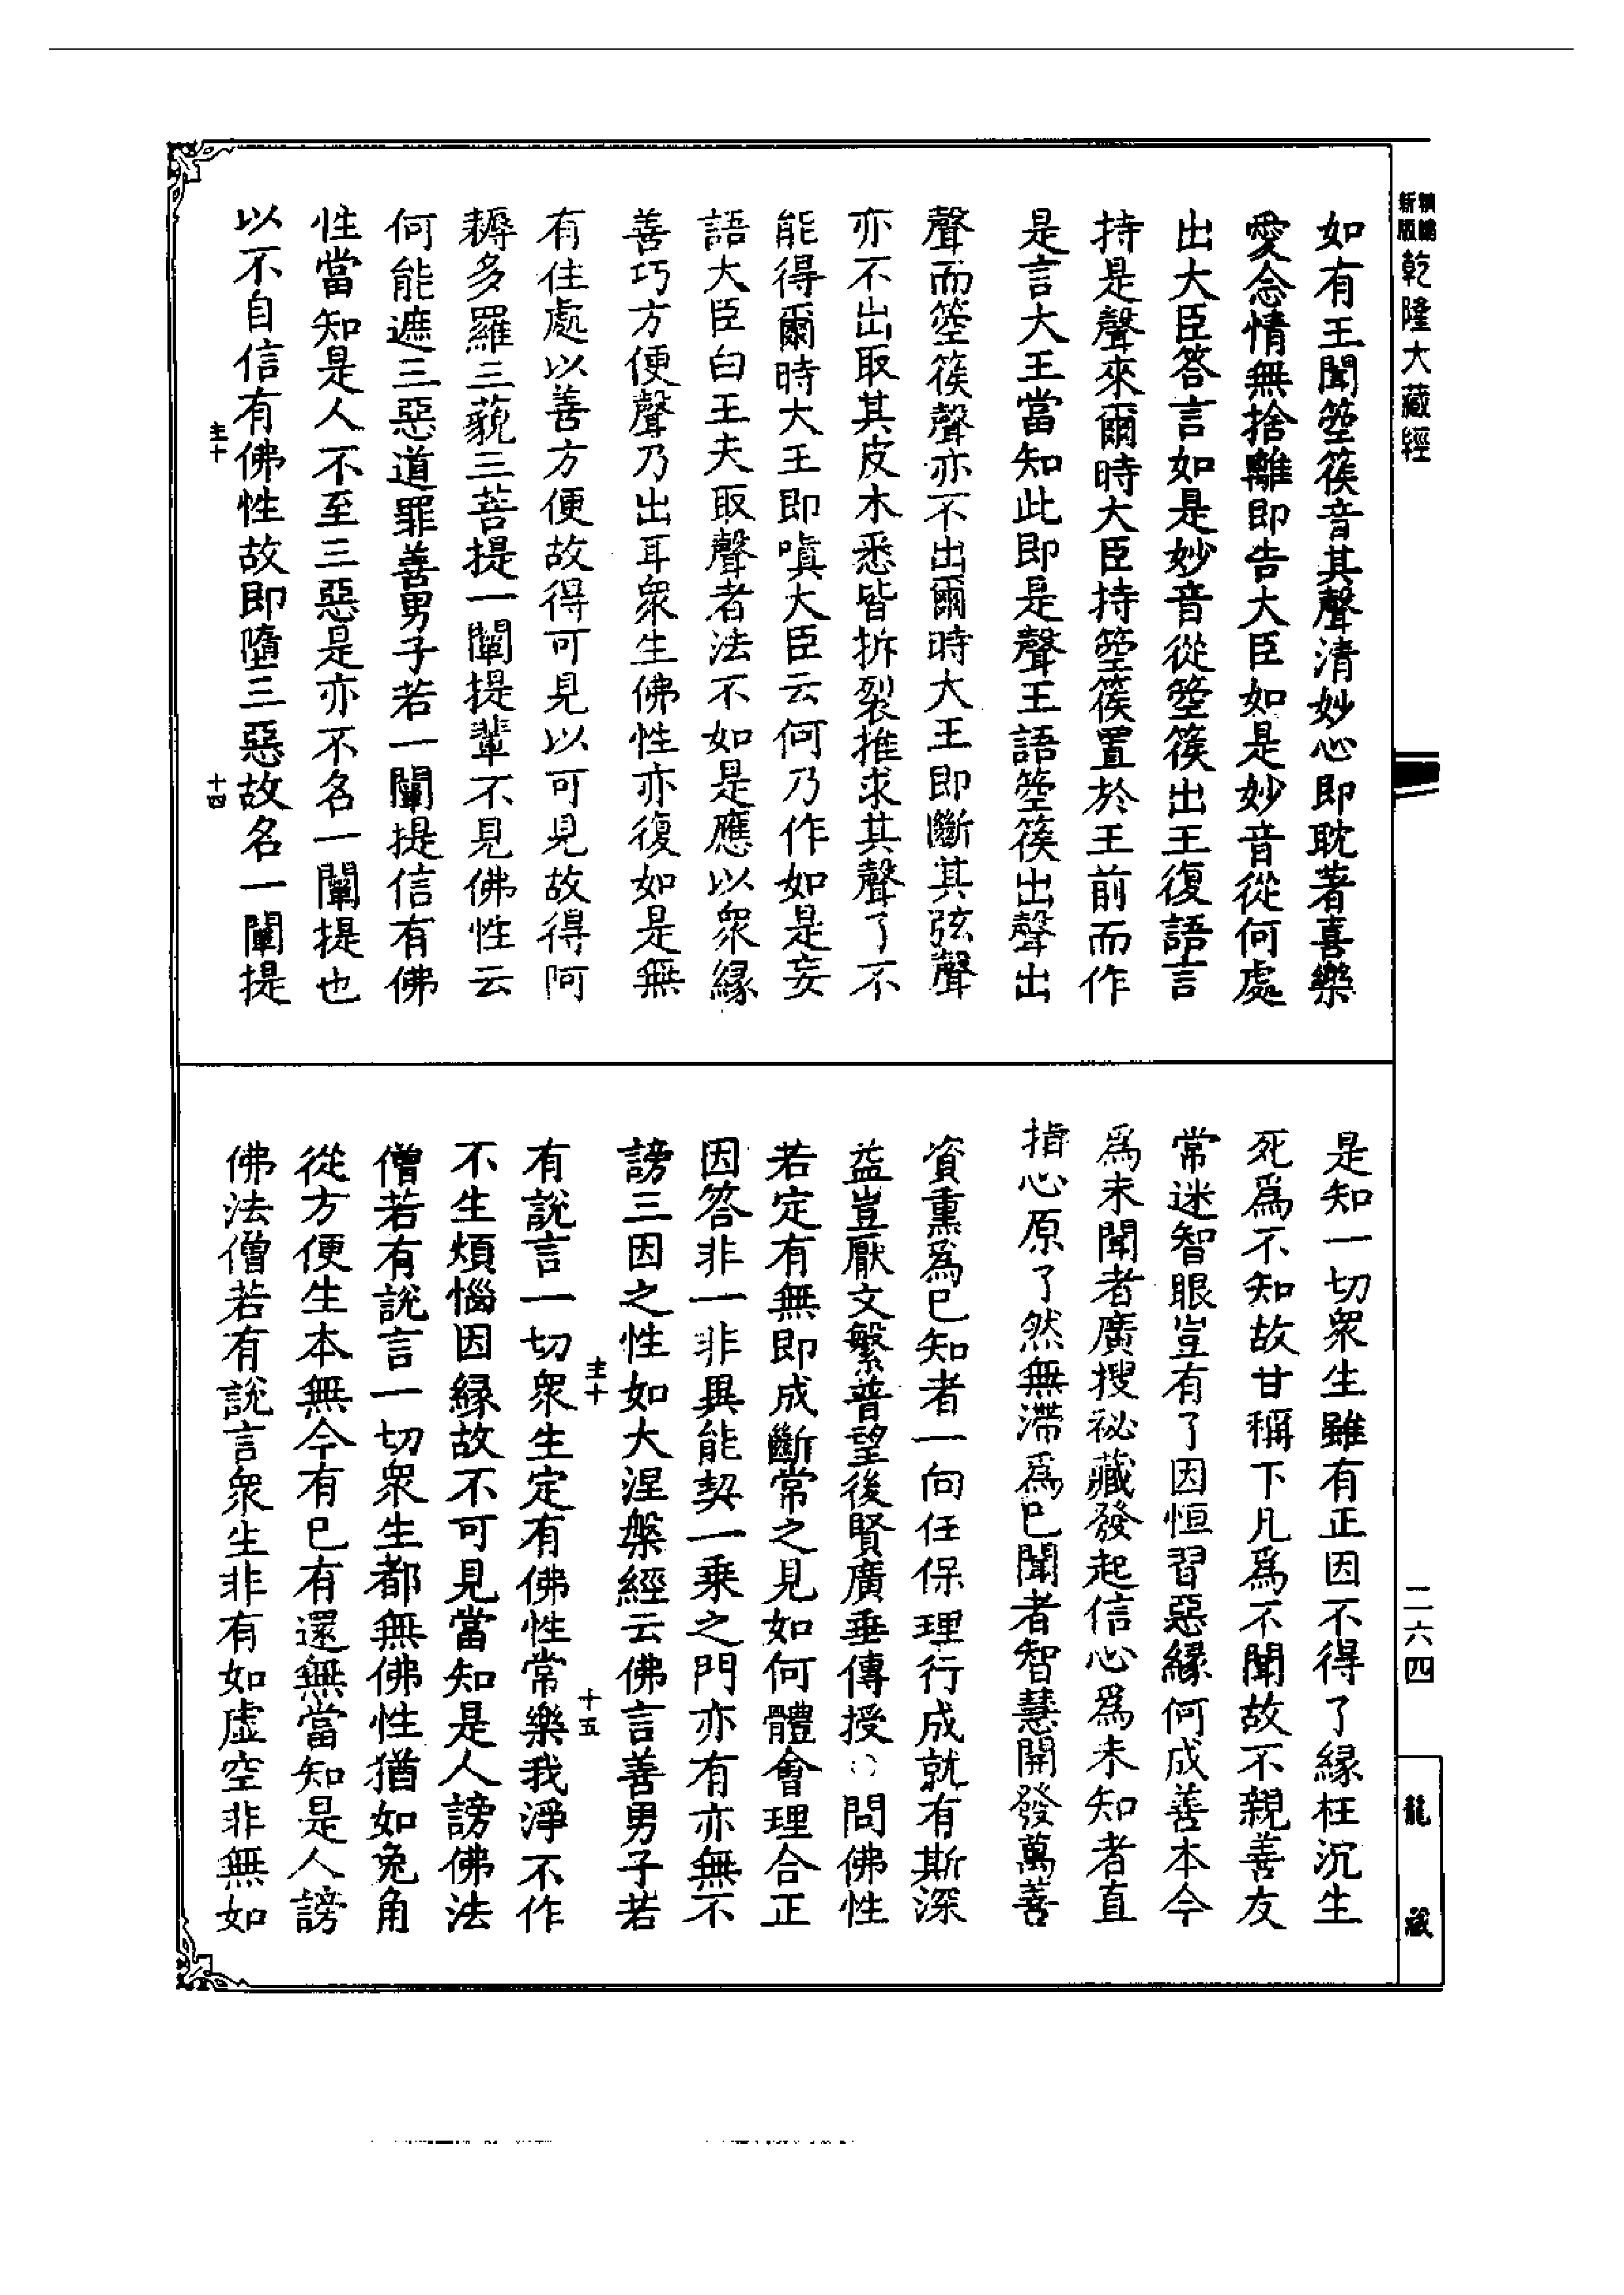 乾隆大藏經
如有王聞箜篌音其聲清妙心即耽著喜樂
愛念情無捨離即告大臣如是妙音從何處
出大臣答言如是妙音從箜篌出王復語言
持是聲來爾時大臣持箜篌置於王前而作
是言大王當知此即是聲王語箜篌出聲出
聲而箜篌聲亦不出爾時大王即斷其弦聲
亦不出取其皮木悉皆拆裂推求其聲了不
能得爾時大王即嗔大臣云何乃作如是妄
語大臣白王夫取聲者法不如是應以衆緣
善巧方便聲乃出耳衆生佛性亦復如是無
有住處以善方便故得可見以可見故得阿
耨多羅三藐三菩提一闡提輩不見佛性云
何能遮三惡道罪善男子若一闡提信有佛
性當知是人不至三惡是亦不名一闡提也
以不自信有佛性故即墮三惡故名一闡提
主十
十四
是知一切衆生雖有正因不得了緣枉沉生
死爲不知故甘稱下凡爲不聞故不親善友
常迷智眼豈有了因恒習惡緣何成善本今
爲未聞者廣搜祕藏發起信心爲未知者直
指心原了然無滯爲已聞者智慧開發萬善
資熏爲已知者一向任保理行成就有斯深
益豈厭文繁普望後賢廣垂傳授○問佛性
若定有無即成斷常之見如何體會理合正
因答非一非異能契一乘之門亦有亦無不
謗三因之性如大涅槃經云佛言善男子若
主十
十五
有說言一切衆生定有佛性常樂我淨不作
不生煩惱因緣故不可見當知是人謗佛法
僧若有說言一切衆生都無佛性猶如兔角
從方便生本無今有已有還無當知是人謗
佛法僧若有說言衆生非有如虛空非無如
二六四
龍藏